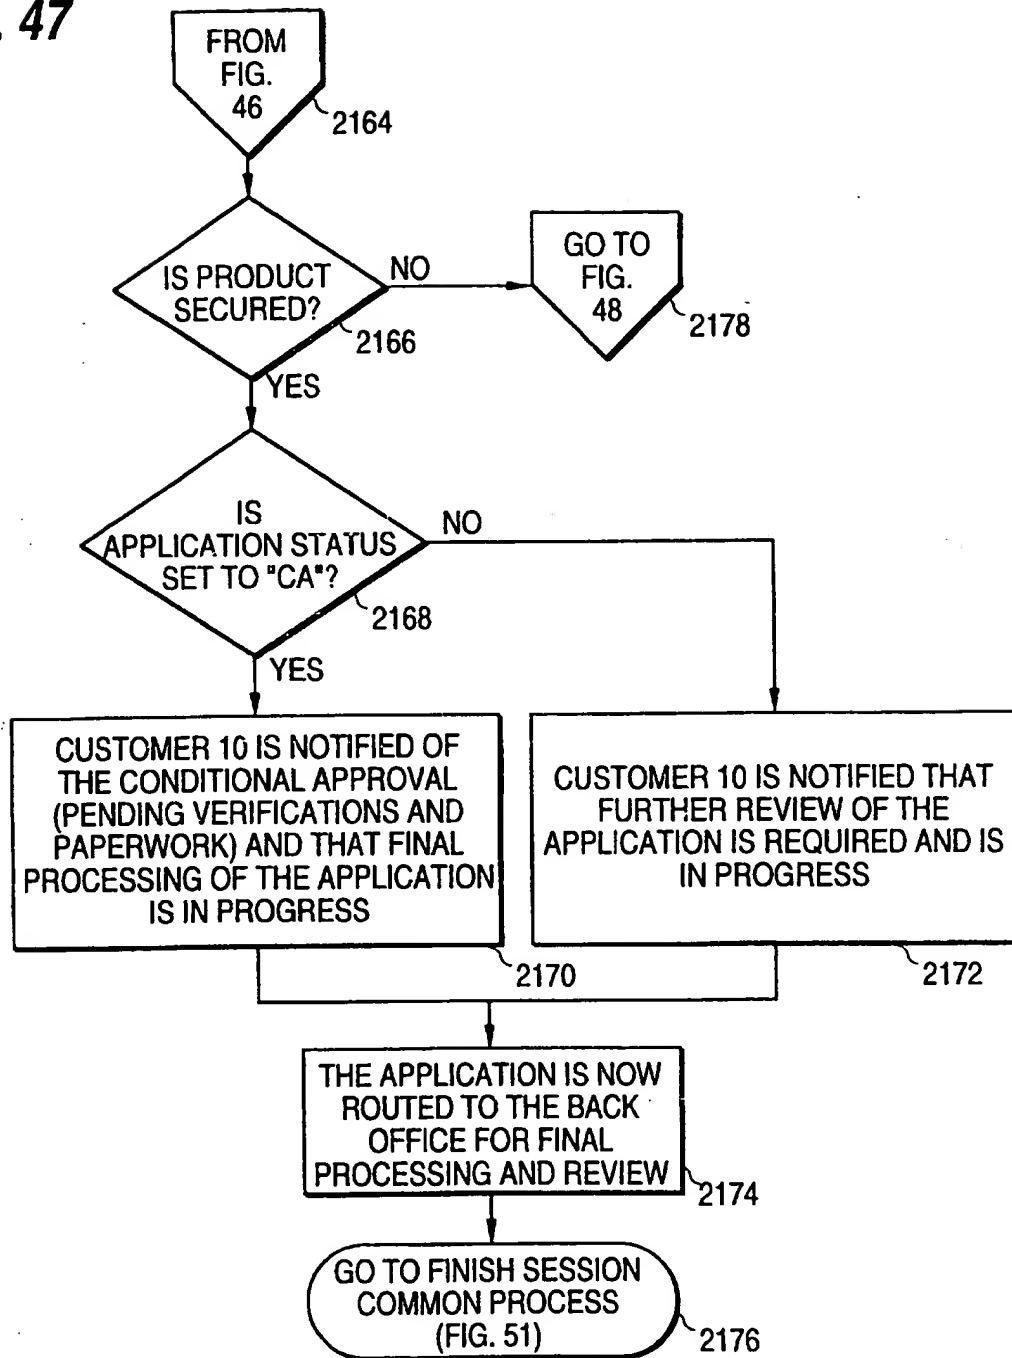 . 47
FROM
FIG.
46
2164
IS PRODUCT
SECURED?
2166
NO
GO TO
FIG.
48
2178
YES
IS
APPLICATION STATUS
SET TO "CA"?
2168
NO
YES
CUSTOMER 10 IS NOTIFIED OF
THE CONDITIONAL APPROVAL
(PENDING VERIFICATIONS AND
PAPERWORK) AND THAT FINAL
PROCESSING OF THE APPLICATION
IS IN PROGRESS
2170
CUSTOMER 10 IS NOTIFIED THAT
FURTHER REVIEW OF THE
APPLICATION IS REQUIRED AND IS
IN PROGRESS
2172
THE APPLICATION IS NOW
ROUTED TO THE BACK
OFFICE FOR FINAL
PROCESSING AND REVIEW
2174
GO TO FINISH SESSION
COMMON PROCESS
(FIG. 51)
2176